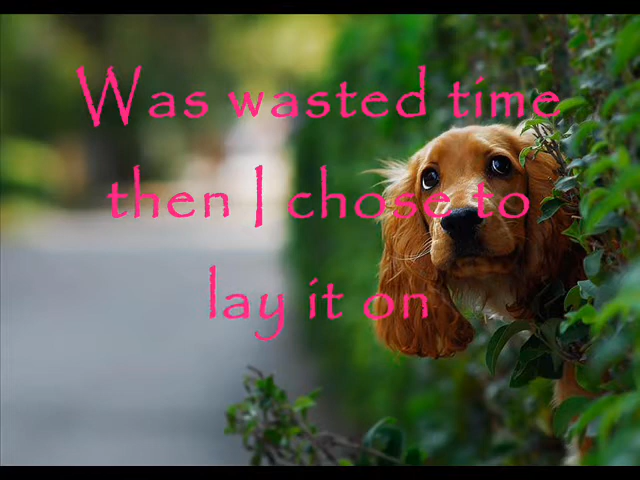 Was wasted time
then I chose to
lay it on